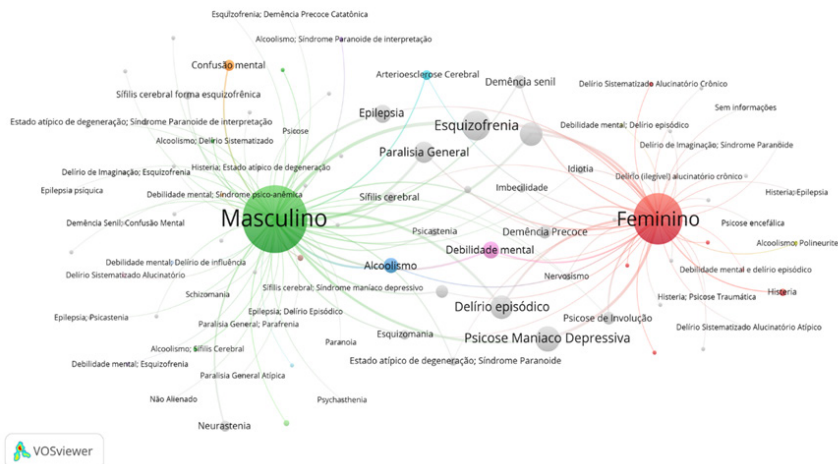 Esquizofrenia; Demência Precoce Catatônica
Alcoolismo; Síndrome Paranoide de interpretação
Confusão mental
Arterioesclerose Cerebral
Demência senil
Delírio Sistematizado Alucinatório Crônico
Sífilis cerebral forma esquizofrênica
Epilepsia
Sem informações
Estado atípico de degeneração; Síndrome Paranoide de interpretação
Psicose
Esquizofrenia
Debilidade mental; Delírio episódico
Alcoolismo; Delírio Sistematizado
Paralisia General
Delírio de Imaginação; Síndrome Paranóide
Delírio de Imaginação; Esquizofrenia
Histeria; Estado atípico de degeneração
Idiotia
Delírio (ilegível) alucinatório crônico
Epilepsia psíquica
Debilidade mental; Síndrome psico-anêmica
Sífilis cerebral
Imbecilidade
Histeria;Epilepsia
Masculino
Feminino
Demência Senil;Confusão Mental
Psicastenia
Demência Precoce
Psicose encefálica
Debilidade mental
Alcoolismo; Polineurite
Debilidade mental; Delírio de influência
Alcoolismo
Debilidade mental e delírio episódico
Delírio Sistematizado Alucinatório
Nervosismo
Schizomania
Sífilis cerebral; Síndrome maníaco depressivo
Histeria
Histeria; Psicose Traumática
Epilepsia; Psicastenia
Epilepsia; Delírio Episódico
Delírio episódico
Psicose de Involução
Paralisia General; Parafrenia
Delírio Sistematizado Alucinatório Atípico
Esquizomania
Psicose Maniaco Depressiva
Paranoia
Alcoolismo; Sífilis Cerebral
Estado atípico de degeneração; Síndrome Paranoide
Debilidade mental; Esquizofrenia
Paralisia General Atípica
Não Alienado
Psychasthenia
Neurastenia
VOSviewer